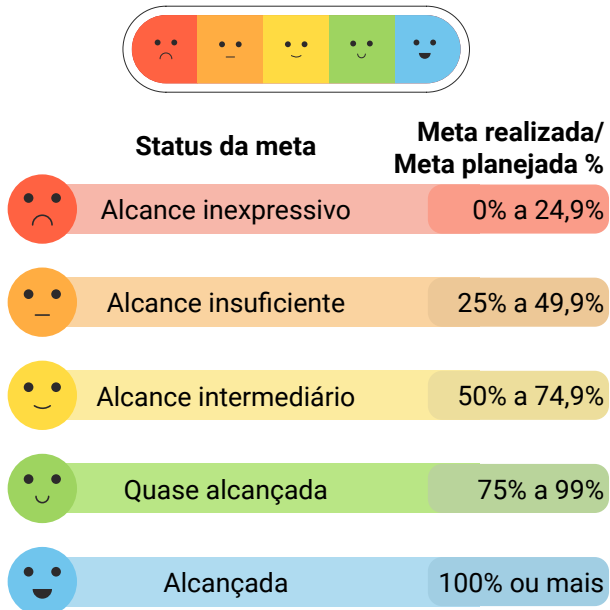 Status da meta
Meta realizada/
Meta planejada %
Alcance inexpressivo
0% a 24,9%
Alcance insuficiente
25% a 49,9%
Alcance intermediário
50% a 74,9%
Quase alcançada
75% a 99%
Alcançada
100% ou mais